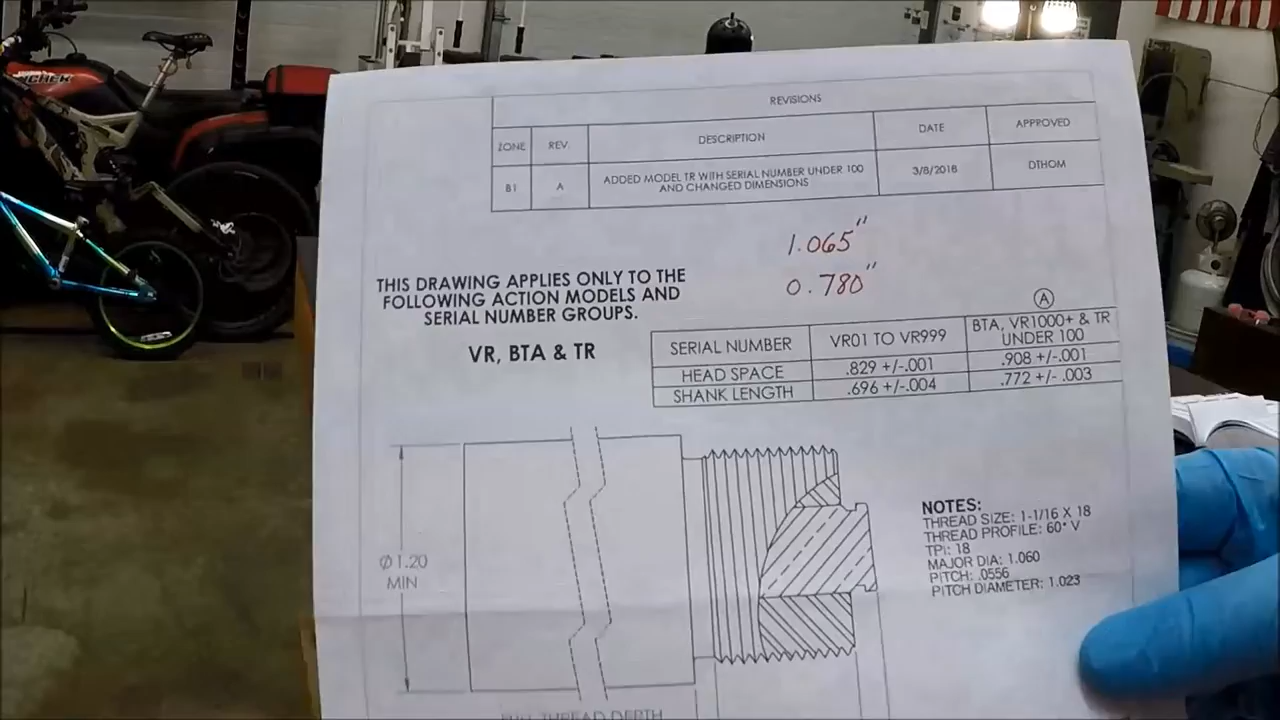 REVISIONS
ZONE REV. DESCRIPTION DATE APPROVED
B1 A ADDED MODEL TR WITH SERIAL NUMBER UNDER 100 AND CHANGED DIMENSIONS 3/8/2018 DTHOM
1.065"
0.780"
THIS DRAWING APPLIES ONLY TO THE
FOLLOWING ACTION MODELS AND
SERIAL NUMBER GROUPS.
VR, BTA & TR
A
SERIAL NUMBER VR01 TO VR999 BTA, VR1000+ & TR UNDER 100
HEAD SPACE .829 +/-.001 .908 +/-.001
SHANK LENGTH .696 +/-.004 .772 +/- .003
Ø1.20
MIN
NOTES:
THREAD SIZE: 1-1/16 X 18
THREAD PROFILE: 60° V
TPI: 18
MAJOR DIA: 1.060
PITCH: .0556
PITCH DIAMETER: 1.023
FULL THREAD DEPTH